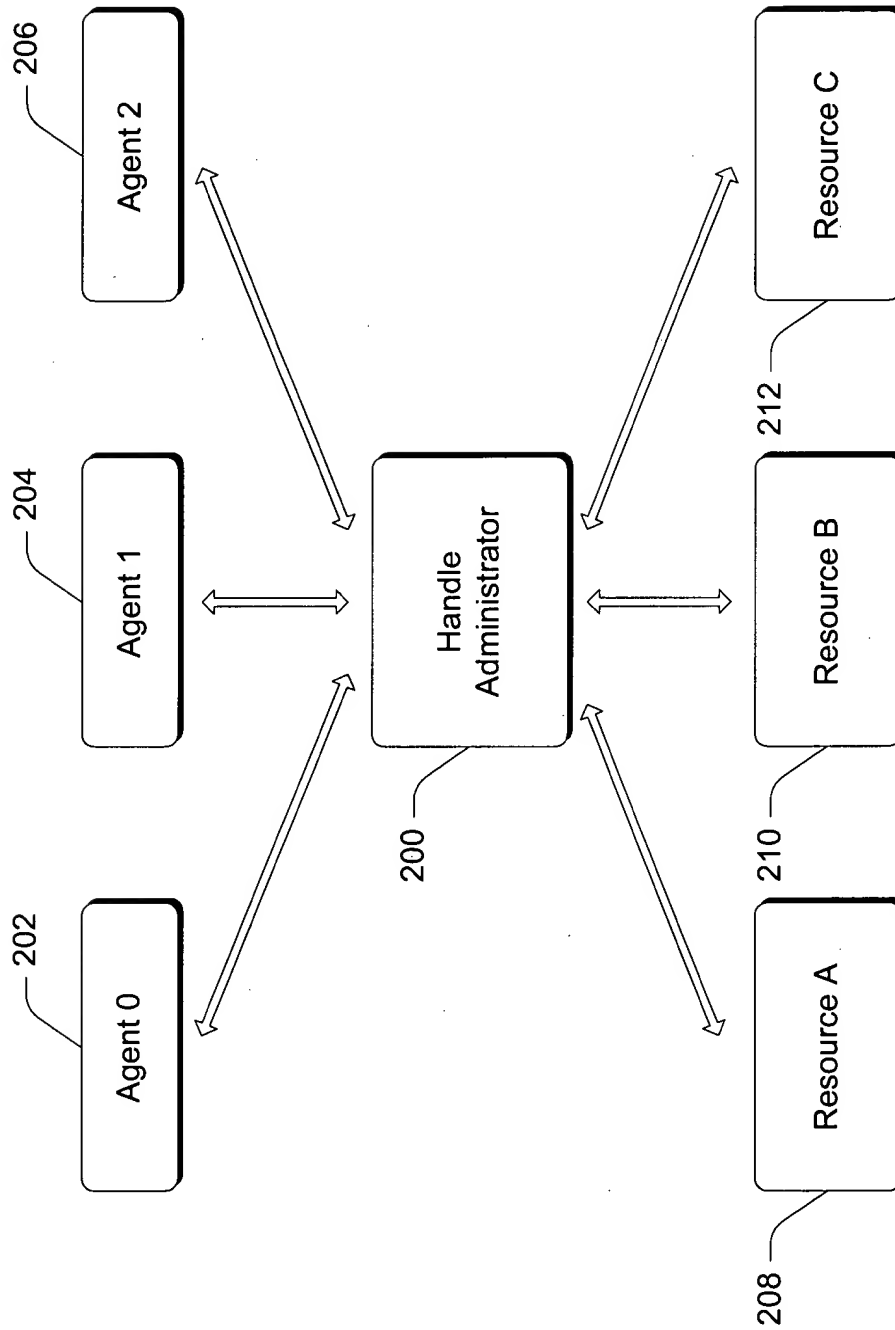 202
204
206
Agent 0
Agent 1
Agent 2
200
Handle
Administrator
208
210
212
Resource A
Resource B
Resource C